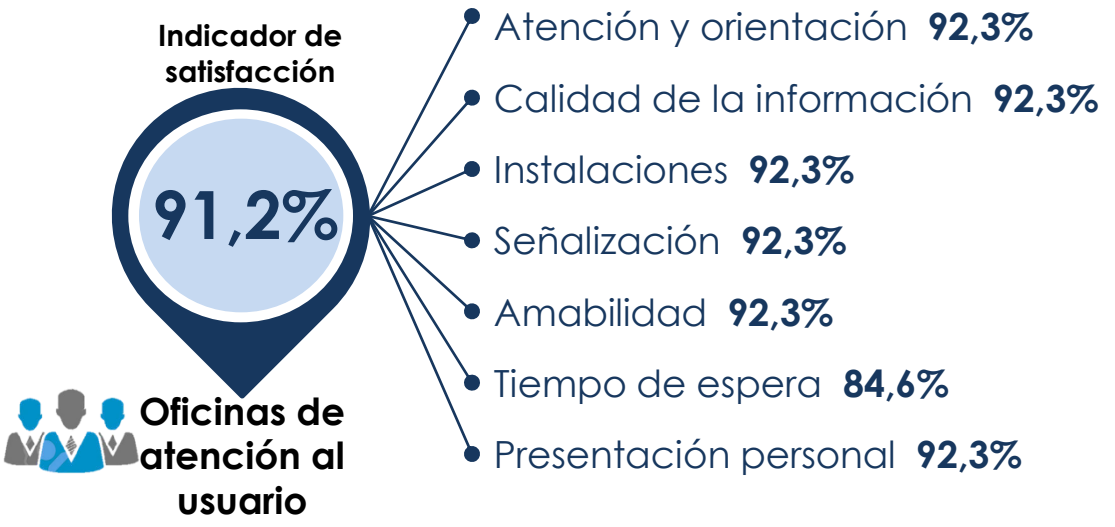 Indicador de
satisfacción
91,2%
Oficinas de
atención al
usuario
Atención y orientación 92,3%
Calidad de la información 92,3%
Instalaciones 92,3%
Señalización 92,3%
Amabilidad 92,3%
Tiempo de espera 84,6%
Presentación personal 92,3%